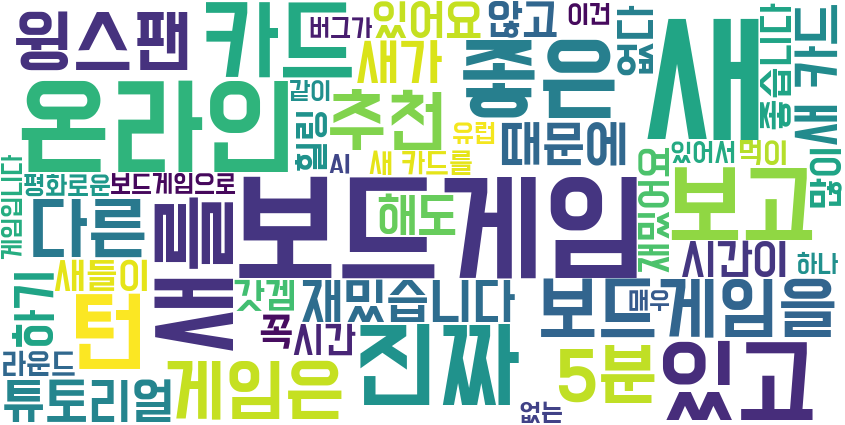 윙스팬
카드
버그가
있어요
않고
이건
없다
좋습니다
새 카드
온라인
같이
새가
좋은
새
힐링
추천
유럽
때문에
AI
새 카드를
재밌어요
있어서
먹이
포함
게임입니다
평화로운
보드게임으로
다른
새를
보드게임
해도
보고
시간이
하나
새들이
하기
턴
갓겜
재밌습니다
꼭
시간
매우
보드게임을
라운드
튜토리얼
게임은
진짜
5분
있고
없는